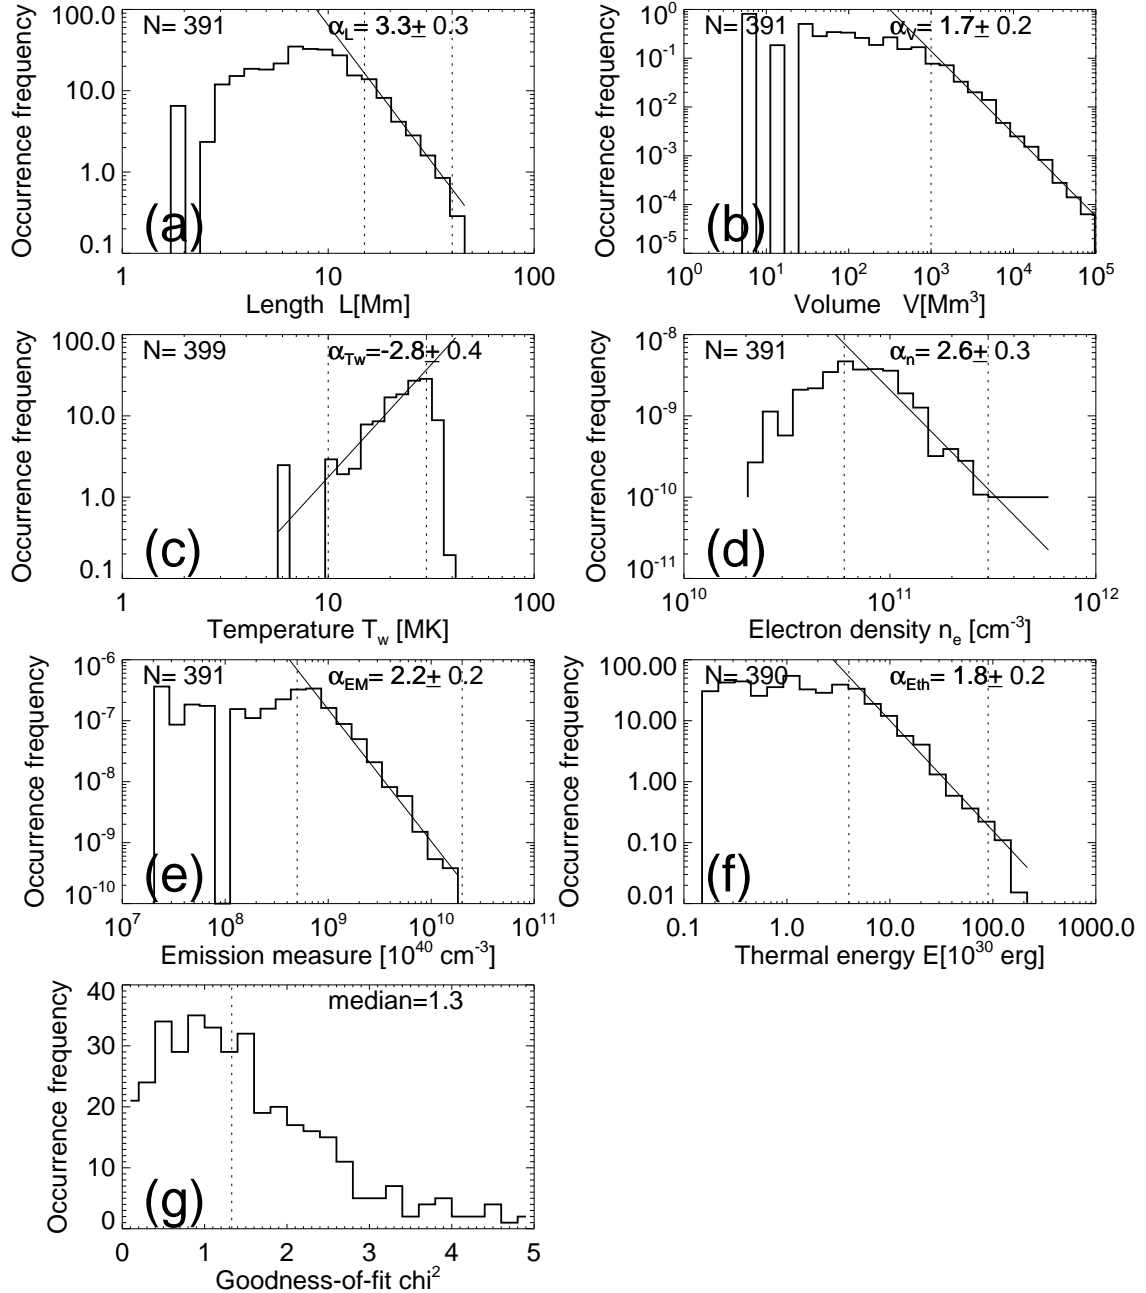 N= 391
α_L= 3.3± 0.3
100.0
10.0
1.0
0.1
Occurrence frequency
(a)
1 10 100
Length L[Mm]
N= 391
α_V= 1.7± 0.2
10^0
10^-1
10^-2
10^-3
10^-4
10^-5
Occurrence frequency
(b)
10^0 10^1 10^2 10^3 10^4 10^5
Volume V[Mm^3]
N= 399
α_Tw=-2.8± 0.4
100.0
10.0
1.0
0.1
Occurrence frequency
(c)
1 10 100
Temperature T_w [MK]
N= 391
α_n= 2.6± 0.3
10^-8
10^-9
10^-10
10^-11
Occurrence frequency
(d)
10^10 10^11 10^12
Electron density n_e [cm^-3]
N= 391
α_EM= 2.2± 0.2
10^-6
10^-7
10^-8
10^-9
10^-10
Occurrence frequency
(e)
10^7 10^8 10^9 10^10 10^11
Emission measure [10^40 cm^-3]
N= 390
α_Eth= 1.8± 0.2
100.00
10.00
1.00
0.10
0.01
Occurrence frequency
(f)
0.1 1.0 10.0 100.0 1000.0
Thermal energy E[10^30 erg]
median=1.3
40
30
20
10
0
Occurrence frequency
(g)
0 1 2 3 4 5
Goodness-of-fit chi^2